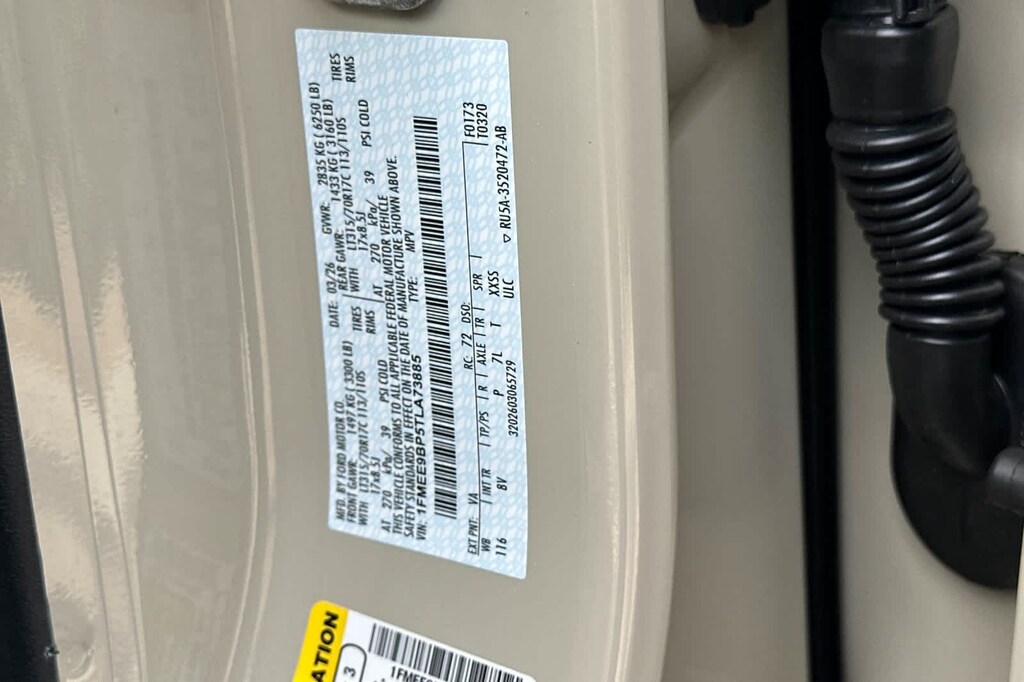 MFD. BY FORD MOTOR CO.
DATE: 03/26 GVWR: 2835 KG ( 6250 LB)
FRONT GAWR: 1497 KG ( 3300 LB) REAR GAWR: 1433 KG ( 3160 LB)
WITH LT315/70R17C 113/110S TIRES WITH LT315/70R17C 113/110S TIRES
17x8.5J RIMS 17x8.5J RIMS
AT 270 kPa/ 39 PSI COLD AT 270 kPa/ 39 PSI COLD
THIS VEHICLE CONFORMS TO ALL APPLICABLE FEDERAL MOTOR VEHICLE
SAFETY STANDARDS IN EFFECT ON THE DATE OF MANUFACTURE SHOWN ABOVE.
VIN: 1FMEE9BP5TLA73885 TYPE: MPV
EXT PNT: VA RC: 72 DSO: F0173
WB INT TR TP/PS R AXLE TR SPR T0320
116 8V P 7L T XXSS
3202603065729 ULC ▽ RU5A-3520472-AB
ATION
3